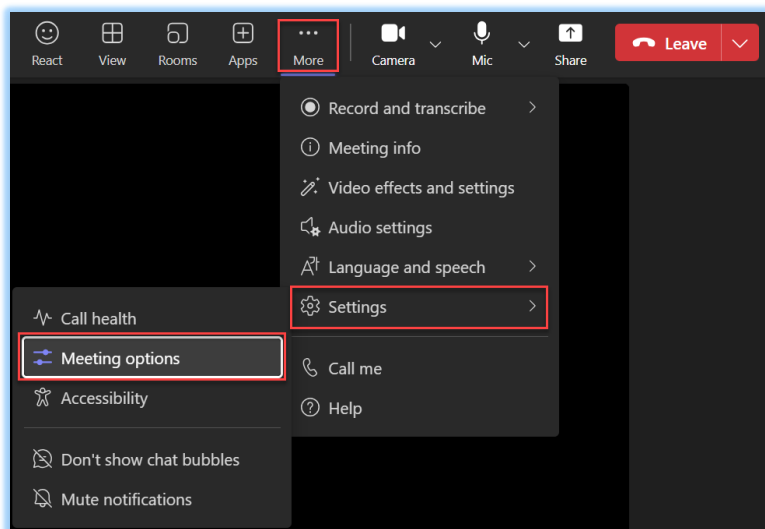 React View Rooms Apps More Camera Mic Share Leave
Record and transcribe
Meeting info
Video effects and settings
Audio settings
Language and speech
Settings
Call me
Help
Call health
Meeting options
Accessibility
Don't show chat bubbles
Mute notifications